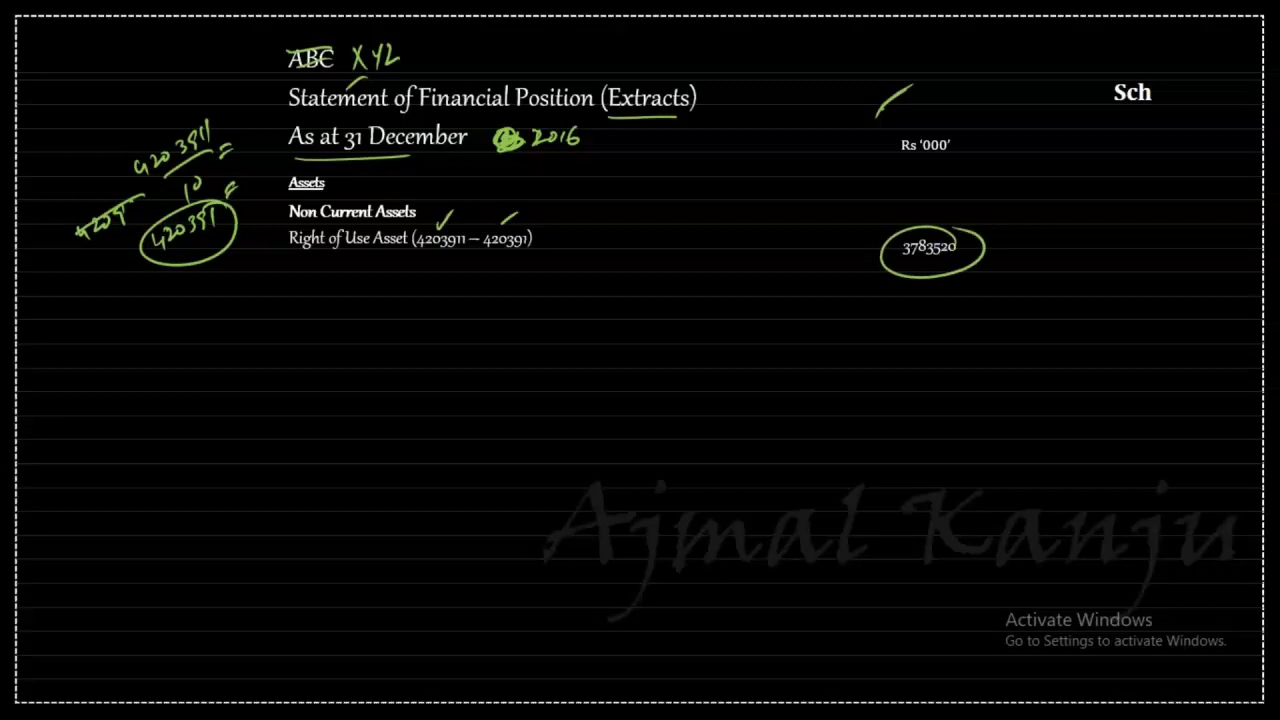 ABC XYZ
Statement of Financial Position (Extracts)
Sch
As at 31 December 2016
Rs ‘000’
4203911
10
Assets
420391
Non Current Assets
Right of Use Asset (4203911 – 420391)
3783520
Ajmal Kanju
Activate Windows
Go to Settings to activate Windows.